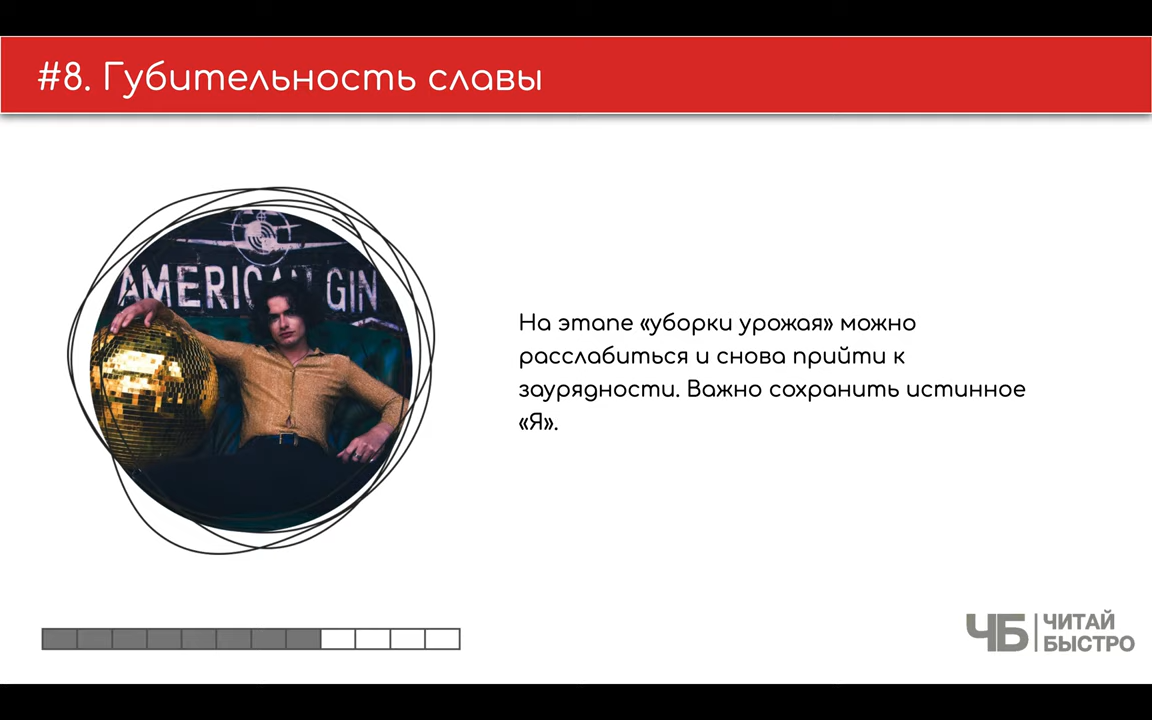 #8. Губительность славы
AMERICAN GIN
На этапе «уборки урожая» можно
расслабиться и снова прийти к
заурядности. Важно сохранить истинное
«Я».
ЧБ
ЧИТАЙ
БЫСТРО